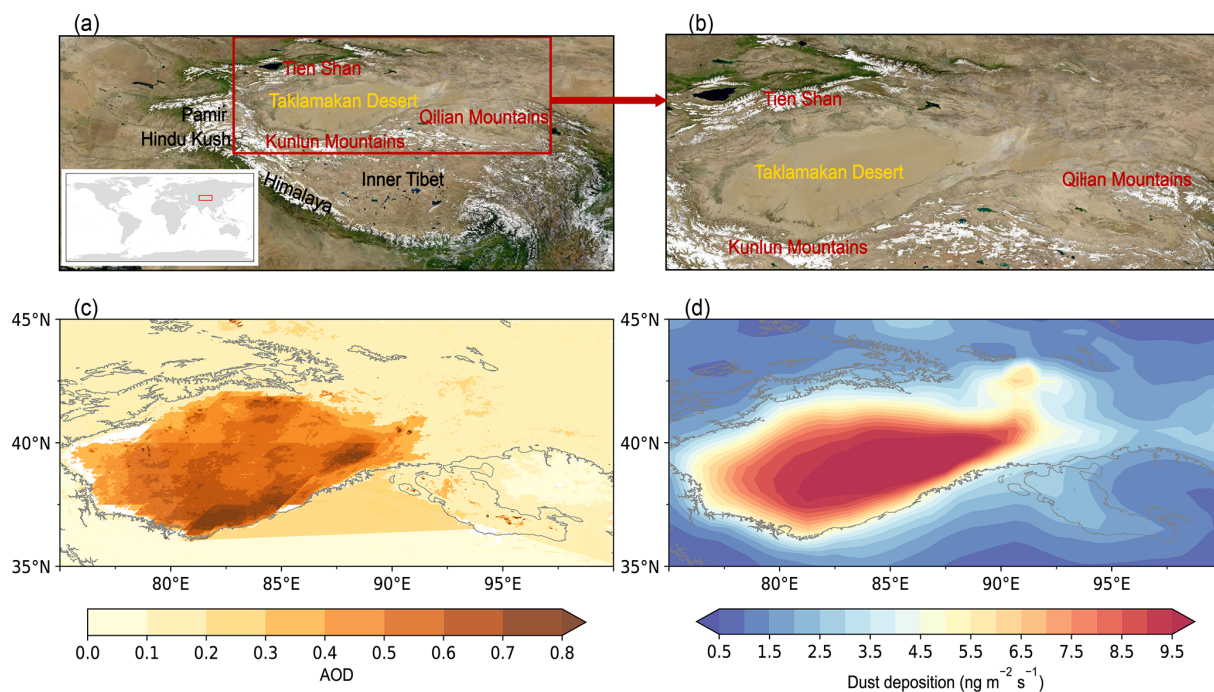 (a)
(b)
Tien Shan
Taklamakan Desert
Pamir
Qilian Mountains
Hindu Kush
Kunlun Mountains
Himalaya
Inner Tibet
Tien Shan
Taklamakan Desert
Qilian Mountains
Kunlun Mountains
(c)
45°N
40°N
35°N
80°E 85°E 90°E 95°E
0.0 0.1 0.2 0.3 0.4 0.5 0.6 0.7 0.8
AOD
(d)
45°N
40°N
35°N
80°E 85°E 90°E 95°E
0.5 1.5 2.5 3.5 4.5 5.5 6.5 7.5 8.5 9.5
Dust deposition (ng m⁻² s⁻¹)